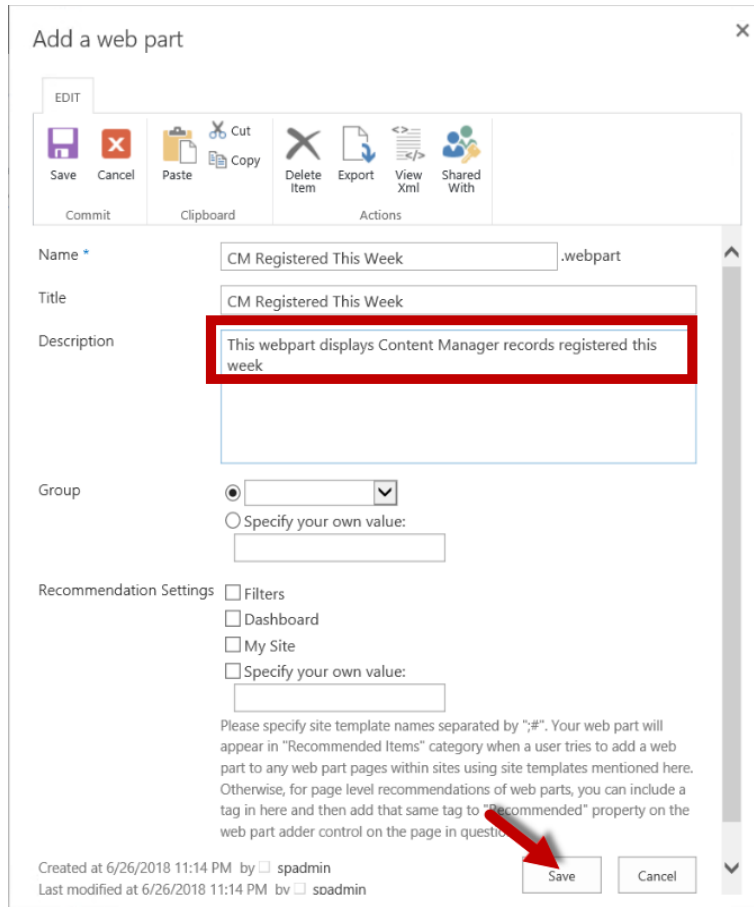 Add a web part
EDIT
Save
Cancel
Paste
Cut
Copy
Delete
Item
Export
View
Xml
Shared
With
Commit
Clipboard
Actions
Name *
CM Registered This Week
.webpart
Title
CM Registered This Week
Description
This webpart displays Content Manager records registered this
week
Group
Specify your own value:
Recommendation Settings
Filters
Dashboard
My Site
Specify your own value:
Please specify site template names separated by ";#". Your web part will
appear in "Recommended Items" category when a user tries to add a web
part to any web part pages within sites using site templates mentioned here.
Otherwise, for page level recommendations of web parts, you can include a
tag in here and then add that same tag to "Recommended" property on the
web part adder control on the page in
Created at 6/26/2018 11:14 PM by spadmin
Last modified at 6/26/2018 11:14 PM by spadmin
Save
Cancel